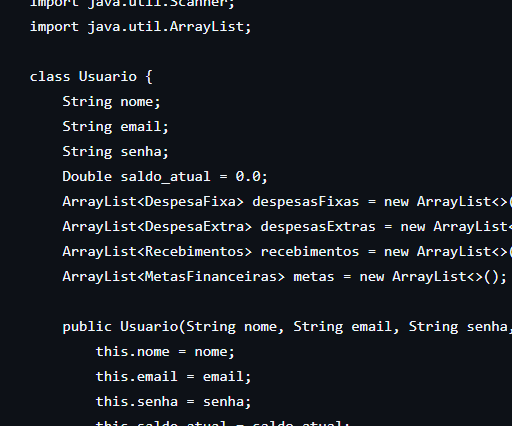 import java.util.Scanner;
import java.util.ArrayList;
class Usuario {
String nome;
String email;
String senha;
Double saldo_atual = 0.0;
ArrayList<DespesaFixa> despesasFixas = new ArrayList<>(
ArrayList<DespesaExtra> despesasExtras = new ArrayList<
ArrayList<Recebimentos> recebimentos = new ArrayList<>(
ArrayList<MetasFinanceiras> metas = new ArrayList<>();
public Usuario(String nome, String email, String senha,
this.nome = nome;
this.email = email;
this.senha = senha;
this.saldo_atual = saldo_atual;